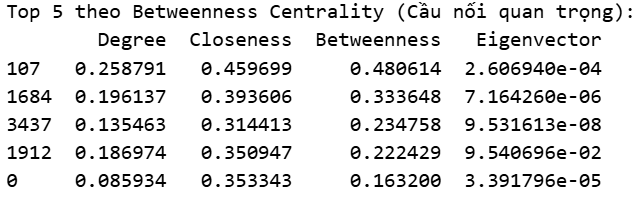 Top 5 theo Betweenness Centrality (Cầu nối quan trọng):
Degree Closeness Betweenness Eigenvector
107 0.258791 0.459699 0.480614 2.606940e-04
1684 0.196137 0.393606 0.333648 7.164260e-06
3437 0.135463 0.314413 0.234758 9.531613e-08
1912 0.186974 0.350947 0.222429 9.540696e-02
0 0.085934 0.353343 0.163200 3.391796e-05